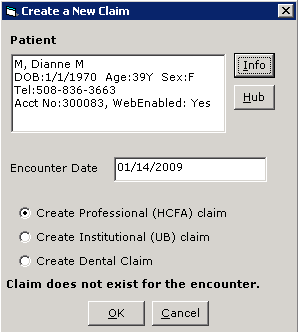 Create a New Claim
Patient
M, Dianne M
DOB:1/1/1970 Age:39Y Sex:F
Tel:508-836-3663
Acct No:300083, WebEnabled: Yes
Info
Hub
Encounter Date 01/14/2009
Create Professional (HCFA) claim
Create Institutional (UB) claim
Create Dental Claim
Claim does not exist for the encounter.
OK Cancel